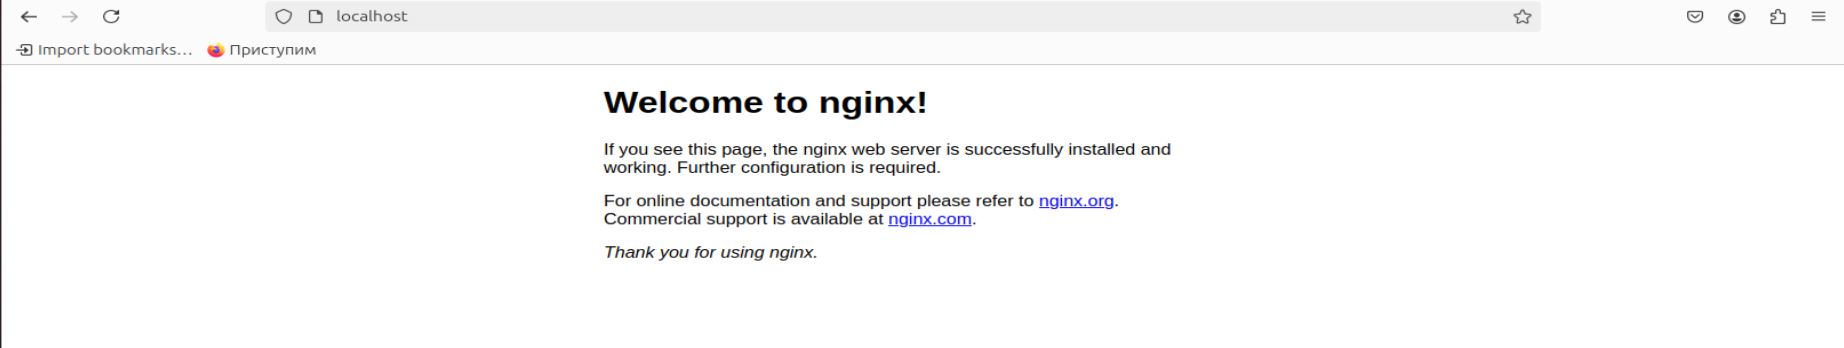 localhost
Import bookmarks...
Приступим
Welcome to nginx!
If you see this page, the nginx web server is successfully installed and
working. Further configuration is required.
For online documentation and support please refer to nginx.org.
Commercial support is available at nginx.com.
Thank you for using nginx.